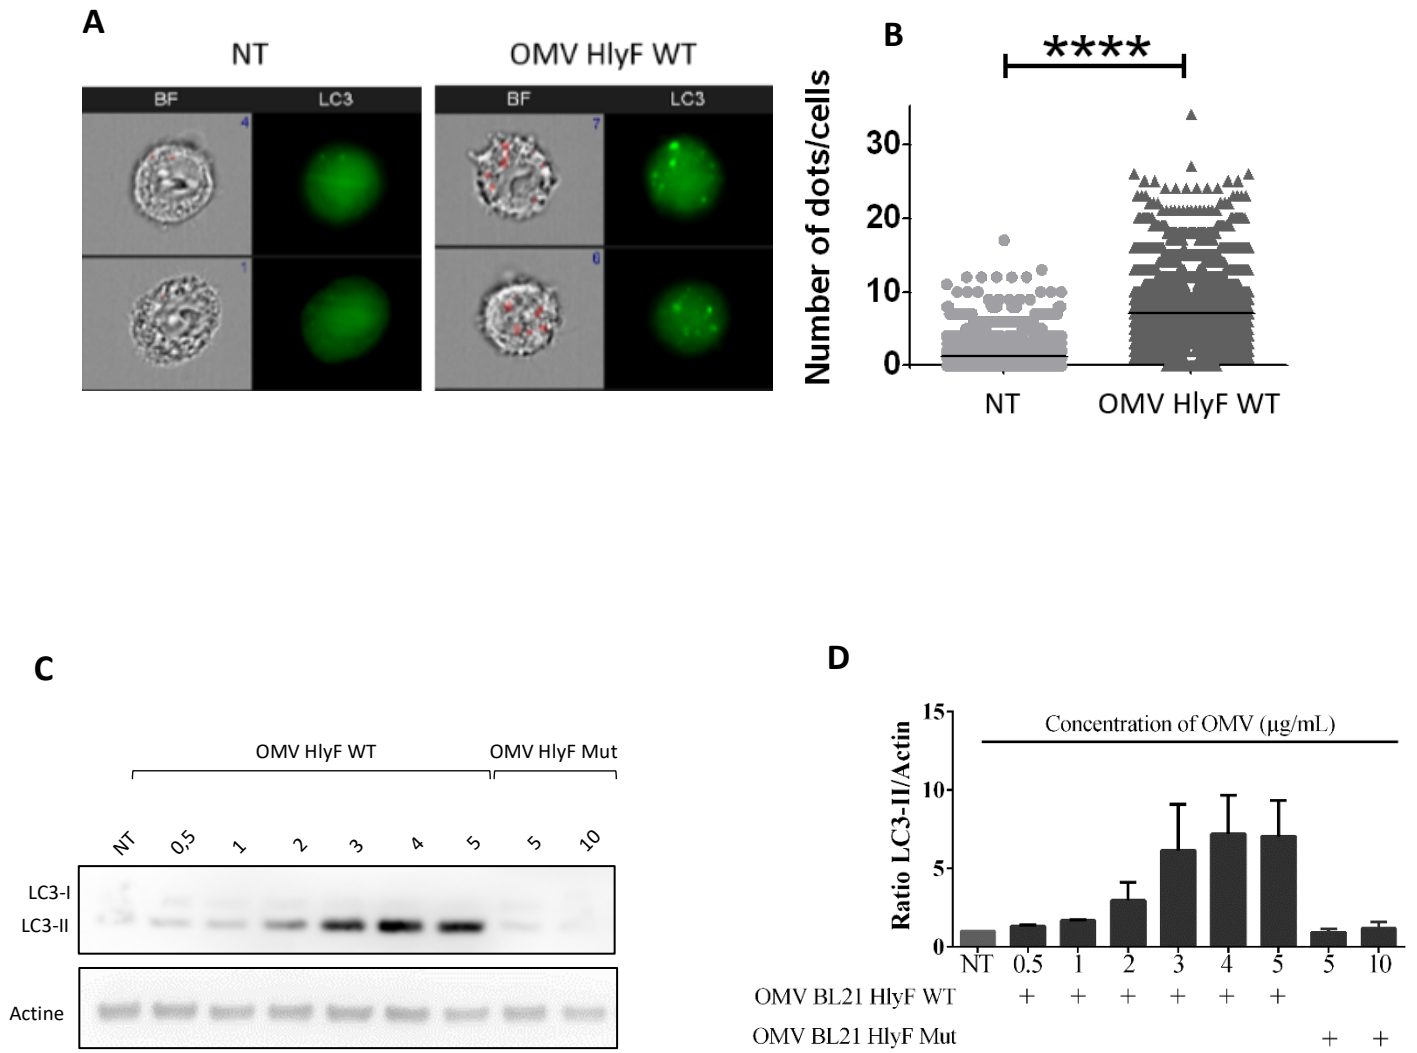 A
NT
OMV HlyF WT
BF
LC3
BF
LC3
4
7
1
6
B
****
Number of dots/cells
30
20
10
0
NT
OMV HlyF WT
C
OMV HlyF WT
OMV HlyF Mut
NT
0,5
1
2
3
4
5
5
10
LC3-I
LC3-II
Actine
D
Concentration of OMV (µg/mL)
Ratio LC3-II/Actin
15
10
5
0
NT 0.5 1 2 3 4 5 5 10
OMV BL21 HlyF WT + + + + + +
OMV BL21 HlyF Mut + +